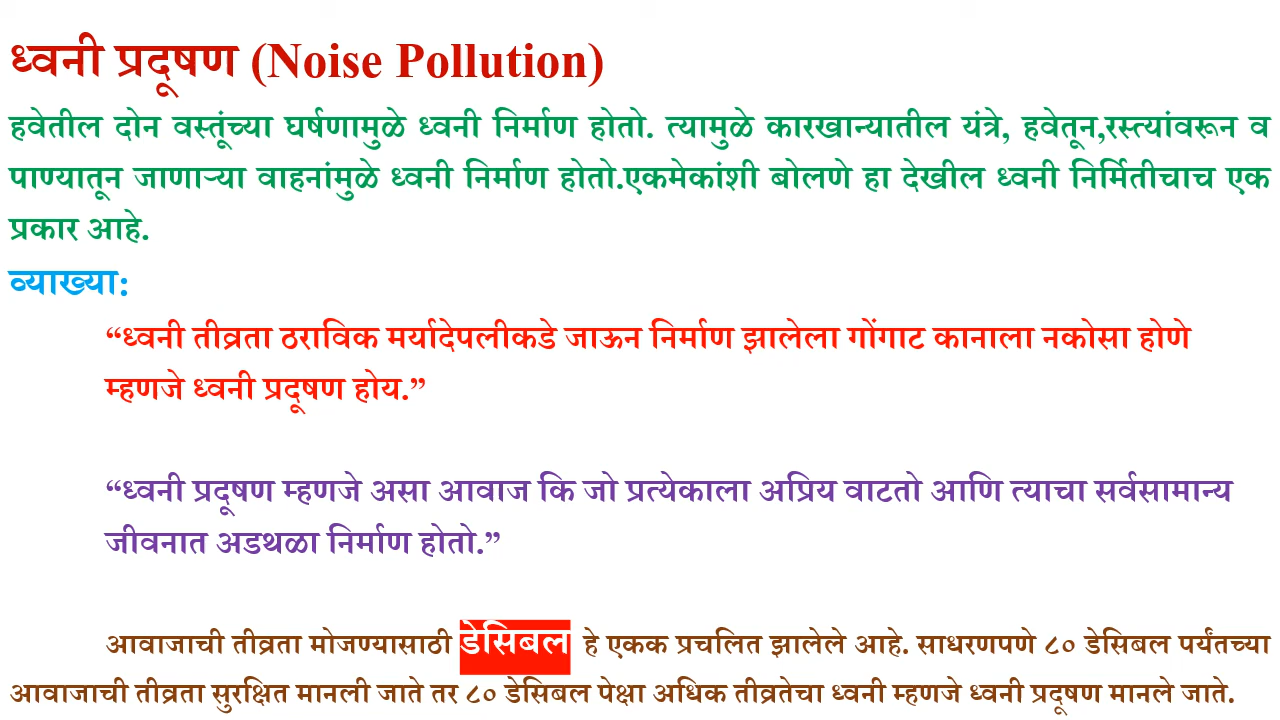 ध्वनी प्रदूषण (Noise Pollution)
हवेतील दोन वस्तूंच्या घर्षणामुळे ध्वनी निर्माण होतो. त्यामुळे कारखान्यातील यंत्रे, हवेतून,रस्त्यांवरून व
पाण्यातून जाणाऱ्या वाहनांमुळे ध्वनी निर्माण होतो.एकमेकांशी बोलणे हा देखील ध्वनी निर्मितीचाच एक
प्रकार आहे.
व्याख्या:
“ध्वनी तीव्रता ठराविक मर्यादेपलीकडे जाऊन निर्माण झालेला गोंगाट कानाला नकोसा होणे
म्हणजे ध्वनी प्रदूषण होय.”
“ध्वनी प्रदूषण म्हणजे असा आवाज कि जो प्रत्येकाला अप्रिय वाटतो आणि त्याचा सर्वसामान्य
जीवनात अडथळा निर्माण होतो.”
आवाजाची तीव्रता मोजण्यासाठी डेसिबल हे एकक प्रचलित झालेले आहे. साधरणपणे ८० डेसिबल पर्यंतच्या
आवाजाची तीव्रता सुरक्षित मानली जाते तर ८० डेसिबल पेक्षा अधिक तीव्रतेचा ध्वनी म्हणजे ध्वनी प्रदूषण मानले जाते.